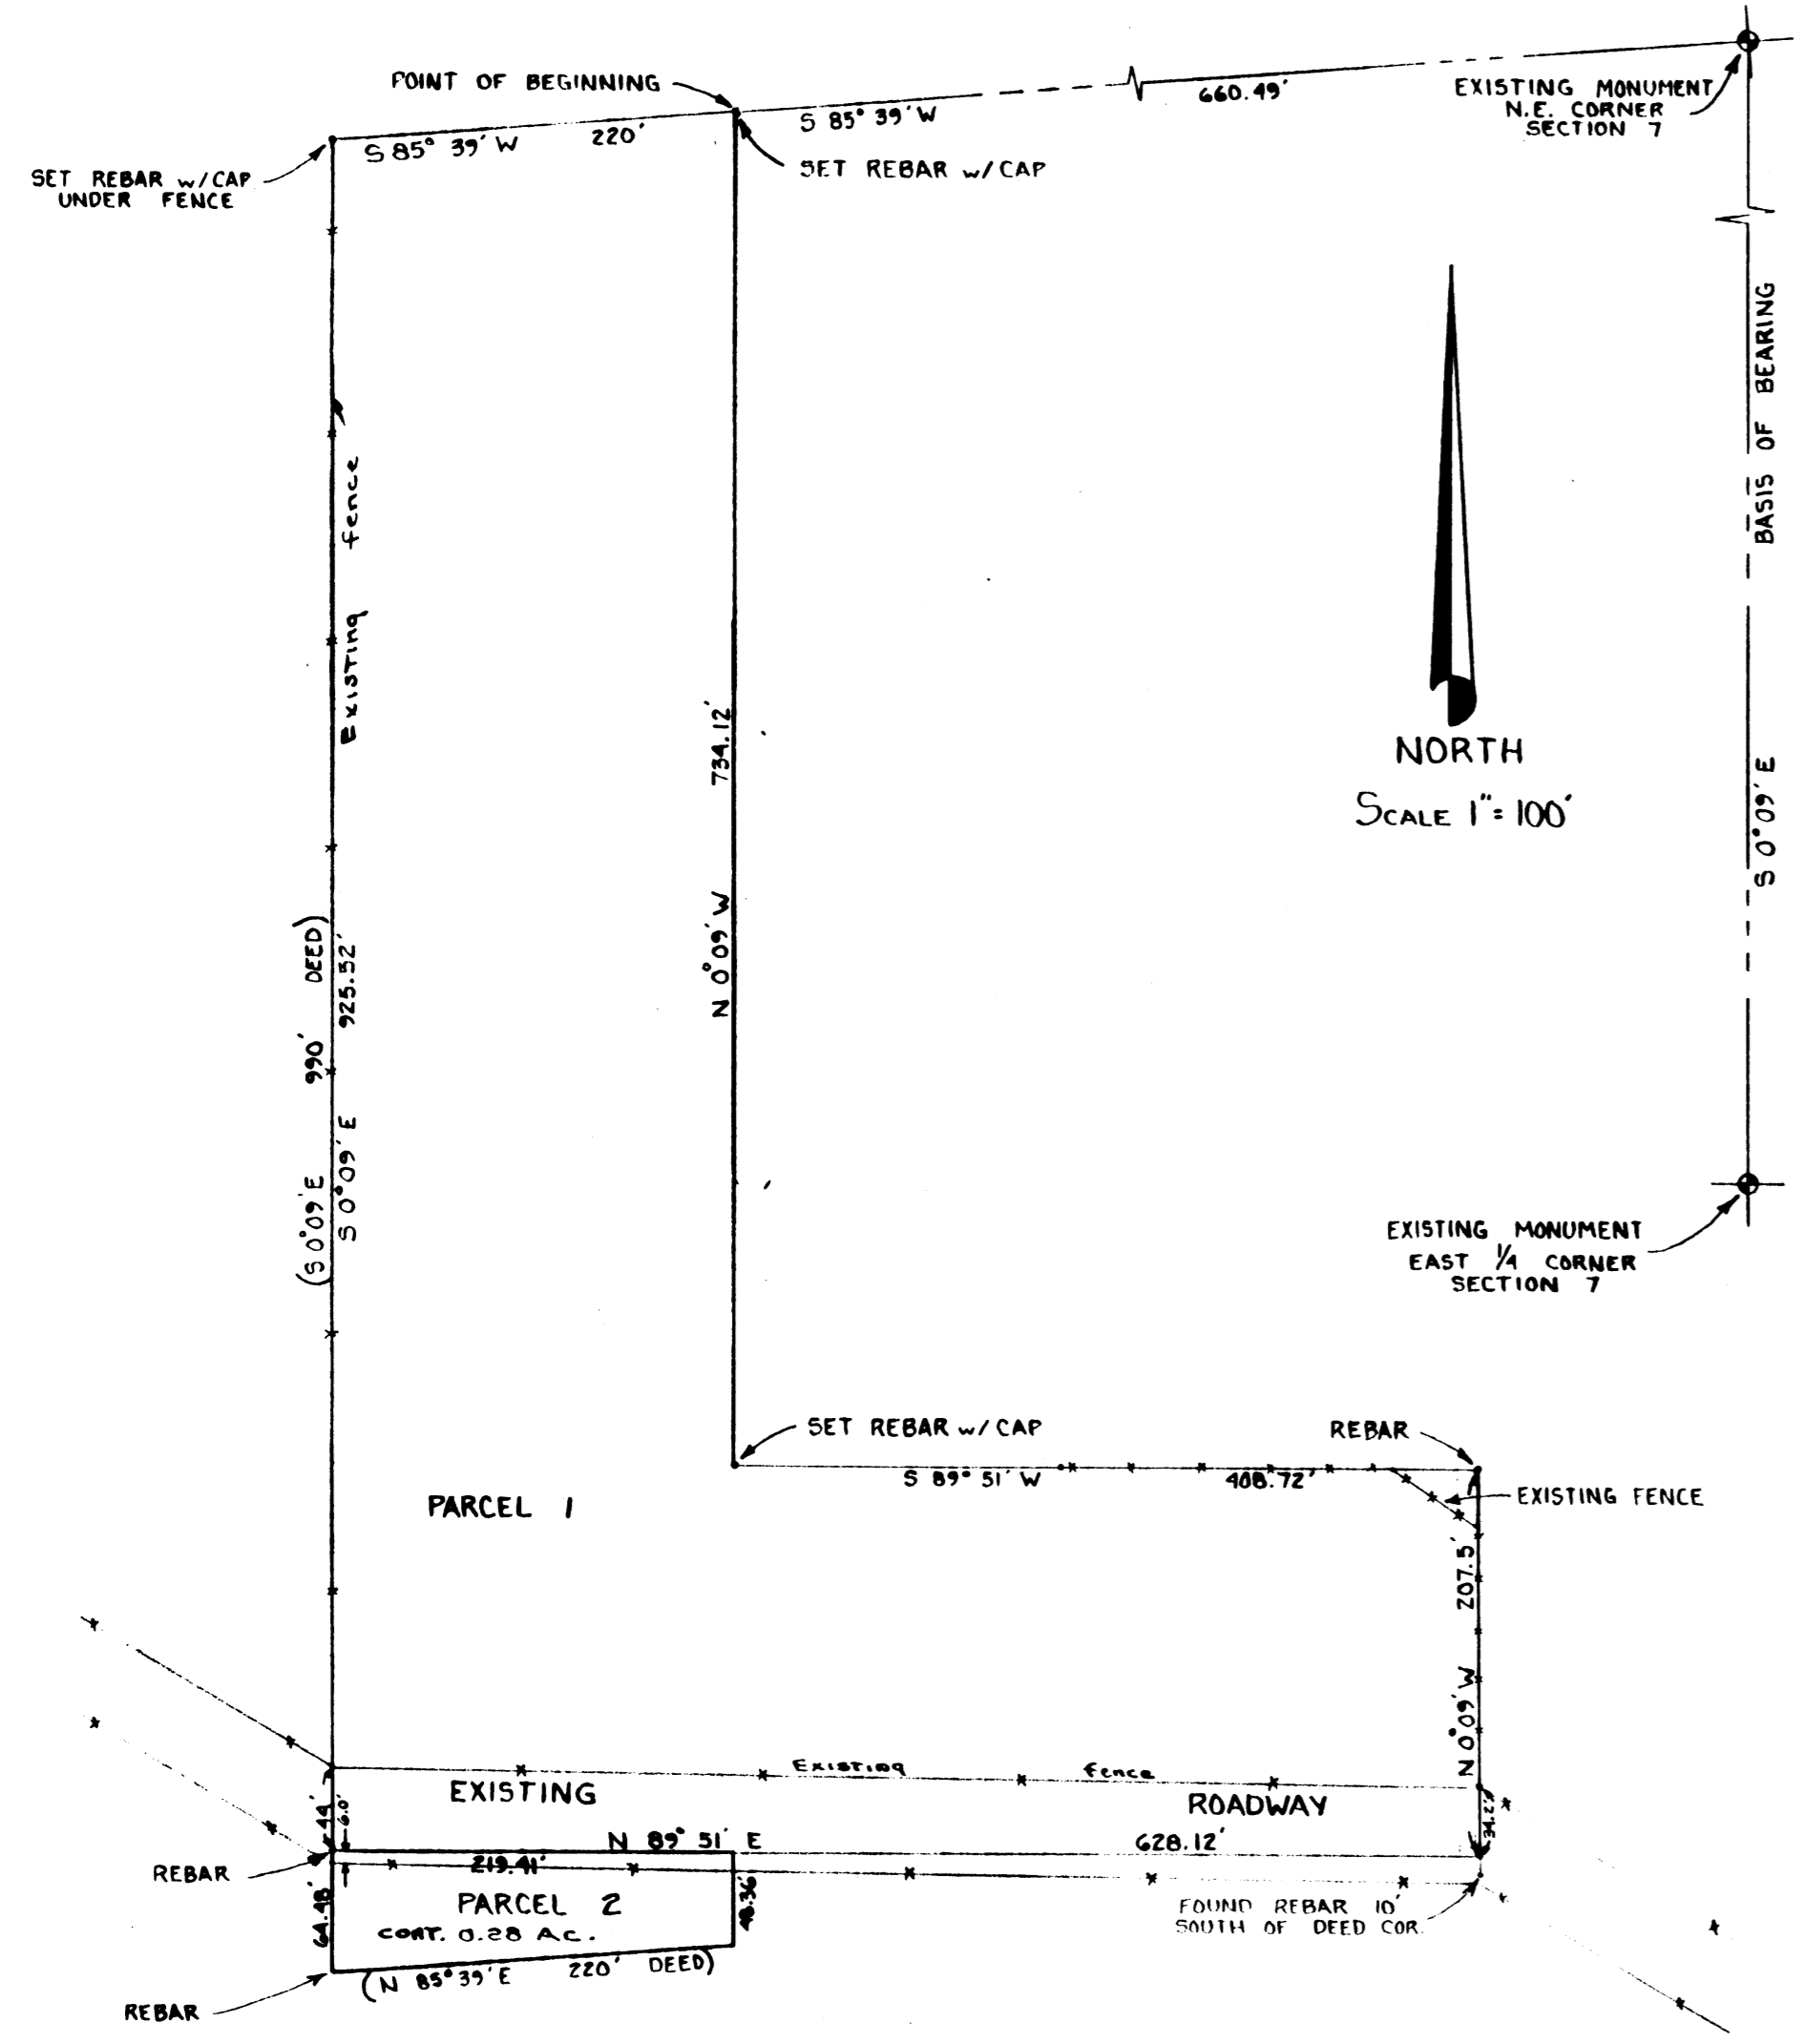 POINT OF BEGINNING
660.49'
EXISTING MONUMENT
N.E. CORNER
SECTION 7
S 85° 39' W
220'
S 85° 39' W
SET REBAR w/CAP
SET REBAR w/CAP
UNDER FENCE
Existing fence
BASIS OF BEARING
S 0° 09' E
734.12'
N 0° 09' W
NORTH
SCALE 1" = 100'
(S 0° 09' E 990' DEED)
S 0° 09' E 925.52'
EXISTING MONUMENT
EAST 1/4 CORNER
SECTION 7
SET REBAR w/CAP
REBAR
S 89° 51' W
408.72'
EXISTING FENCE
PARCEL 1
207.5'
N 0° 09' W
Existing fence
EXISTING
ROADWAY
44'
6.0'
34.2'
N 89° 51' E
628.12'
REBAR
219.41'
64.48'
PARCEL 2
CONT. 0.28 AC.
48.36'
FOUND REBAR 10'
SOUTH OF DEED COR.
(N 85° 39' E 220' DEED)
REBAR